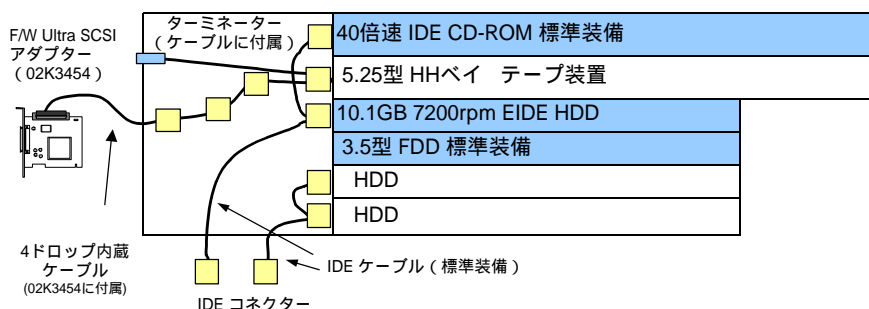 F/W Ultra SCSI
アダプター
（02K3454）
ターミネーター
（ケーブルに付属）
40倍速 IDE CD-ROM 標準装備
5.25型 HHベイ　テープ装置
10.1GB 7200rpm EIDE HDD
3.5型 FDD 標準装備
HDD
HDD
4ドロップ内蔵
ケーブル
(02K3454に付属)
IDE ケーブル（標準装備）
IDE コネクター